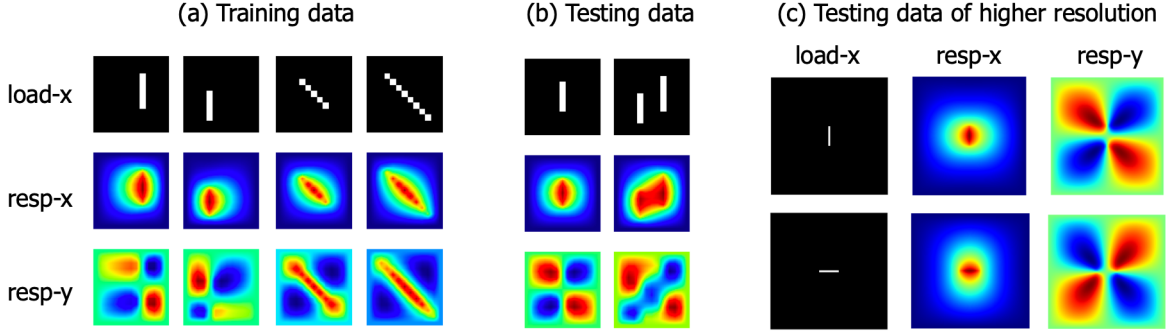 (a) Training data
(b) Testing data
(c) Testing data of higher resolution
load-x
resp-x
resp-y
load-x
resp-x
resp-y